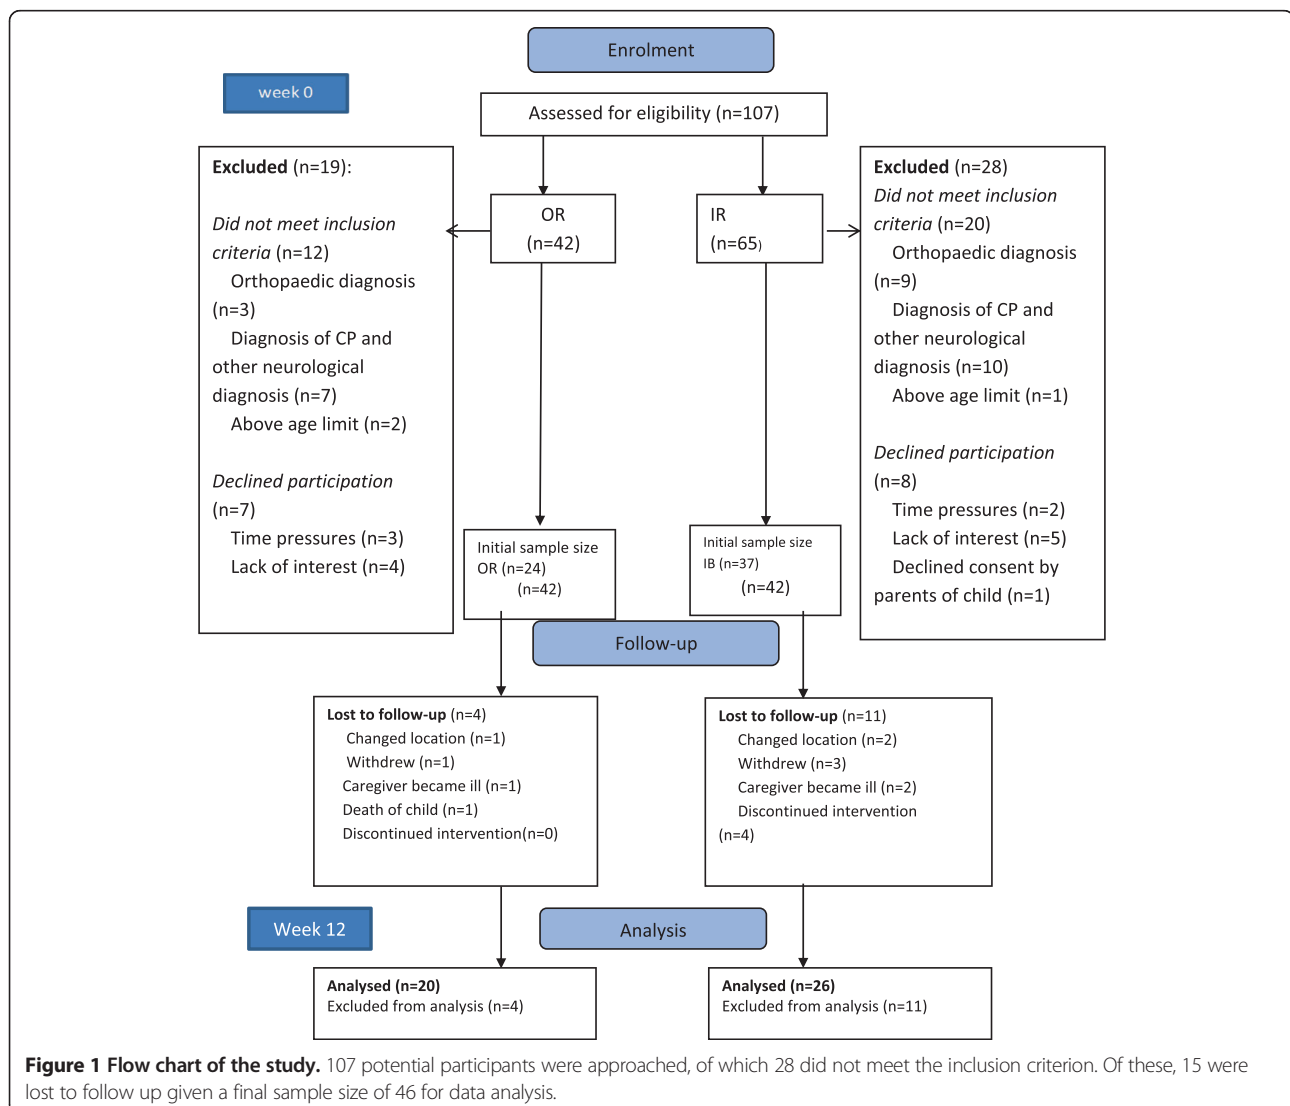 Enrolment
week 0
Assessed for eligibility (n=107)
Excluded (n=19):
Did not meet inclusion
criteria (n=12)
Orthopaedic diagnosis
(n=3)
Diagnosis of CP and
other neurological
diagnosis (n=7)
Above age limit (n=2)
Declined participation
(n=7)
Time pressures (n=3)
Lack of interest (n=4)
OR
(n=42)
IR
(n=65)
Excluded (n=28)
Did not meet inclusion
criteria (n=20)
Orthopaedic diagnosis
(n=9)
Diagnosis of CP and
other neurological
diagnosis (n=10)
Above age limit (n=1)
Declined participation
(n=8)
Time pressures (n=2)
Lack of interest (n=5)
Declined consent by
parents of child (n=1)
Initial sample size
OR (n=24)
(n=42)
Initial sample size
IB (n=37)
(n=42)
Follow-up
Lost to follow-up (n=4)
Changed location (n=1)
Withdrew (n=1)
Caregiver became ill (n=1)
Death of child (n=1)
Discontinued intervention(n=0)
Lost to follow-up (n=11)
Changed location (n=2)
Withdrew (n=3)
Caregiver became ill (n=2)
Discontinued intervention
(n=4)
Week 12
Analysis
Analysed (n=20)
Excluded from analysis (n=4)
Analysed (n=26)
Excluded from analysis (n=11)
Figure 1 Flow chart of the study. 107 potential participants were approached, of which 28 did not meet the inclusion criterion. Of these, 15 were
lost to follow up given a final sample size of 46 for data analysis.